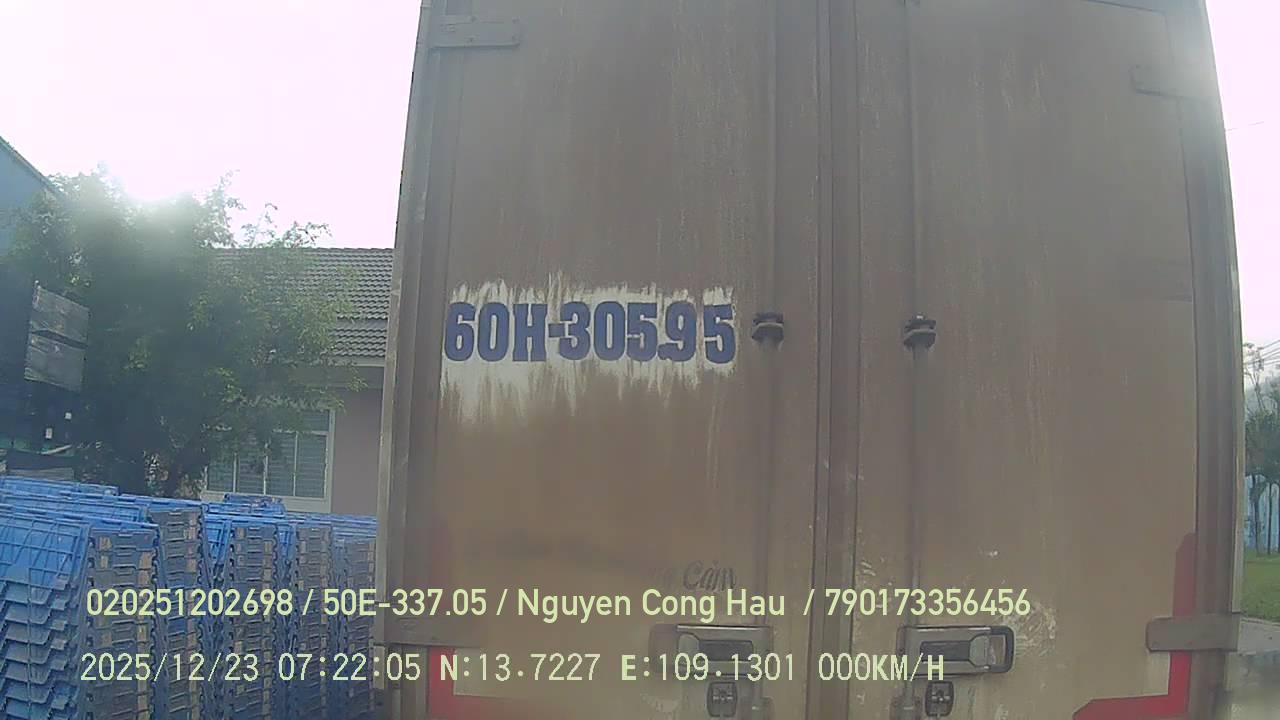 60H-305.95
Cấm
020251202698 / 50E-337.05 / Nguyen Cong Hau / 790173356456
2025/12/23 07:22:05 N:13.7227 E:109.1301 000KM/H